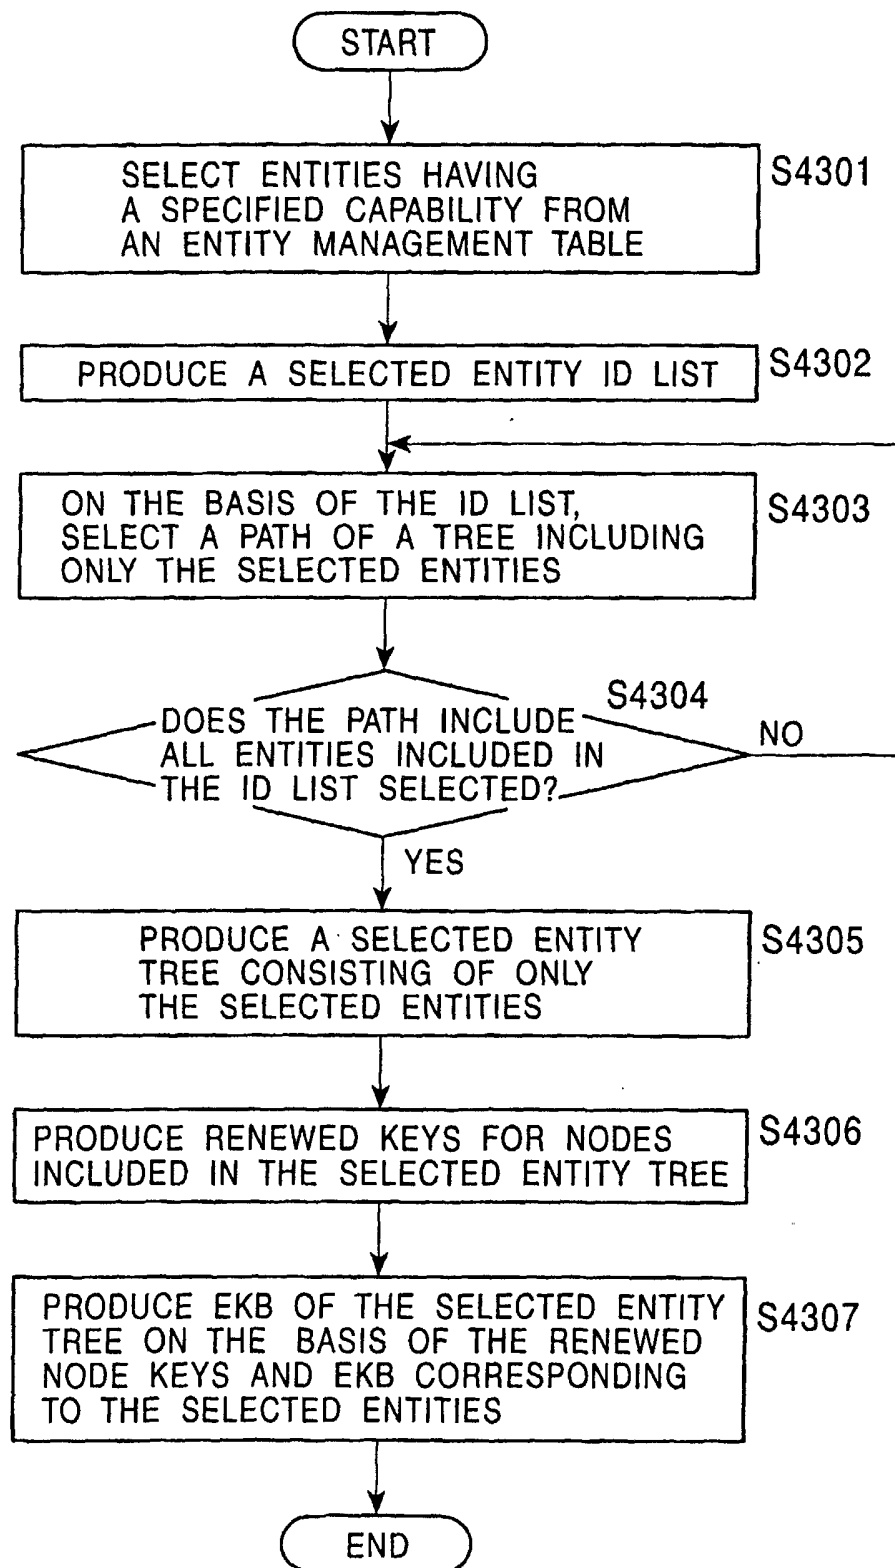 START
SELECT ENTITIES HAVING
A SPECIFIED CAPABILITY FROM
AN ENTITY MANAGEMENT TABLE
S4301
PRODUCE A SELECTED ENTITY ID LIST
S4302
ON THE BASIS OF THE ID LIST,
SELECT A PATH OF A TREE INCLUDING
ONLY THE SELECTED ENTITIES
S4303
S4304
DOES THE PATH INCLUDE
ALL ENTITIES INCLUDED IN
THE ID LIST SELECTED?
NO
YES
PRODUCE A SELECTED ENTITY
TREE CONSISTING OF ONLY
THE SELECTED ENTITIES
S4305
PRODUCE RENEWED KEYS FOR NODES
INCLUDED IN THE SELECTED ENTITY TREE
S4306
PRODUCE EKB OF THE SELECTED ENTITY
TREE ON THE BASIS OF THE RENEWED
NODE KEYS AND EKB CORRESPONDING
TO THE SELECTED ENTITIES
S4307
END